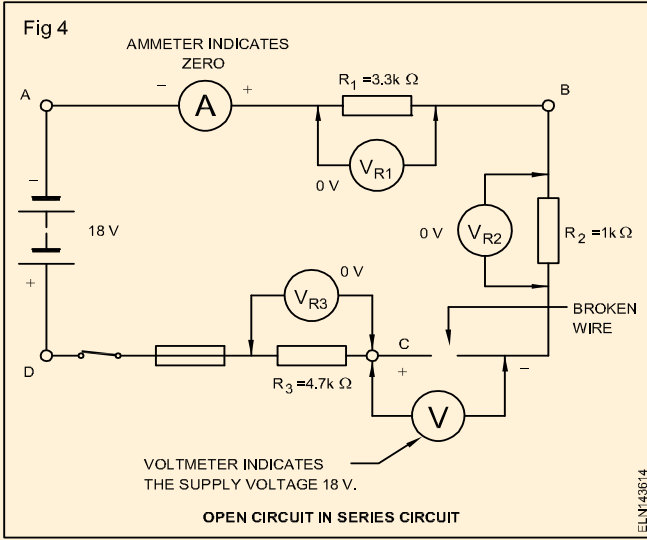 Fig 4
AMMETER INDICATES
ZERO
A
− A +
R1 =3.3k Ω
B
0 V
VR1
−
18 V
+
0 V
VR2
R2 =1k Ω
0 V
VR3
BROKEN
WIRE
D
C
R3 =4.7k Ω
+ −
V
VOLTMETER INDICATES
THE SUPPLY VOLTAGE 18 V.
OPEN CIRCUIT IN SERIES CIRCUIT
ELN143614